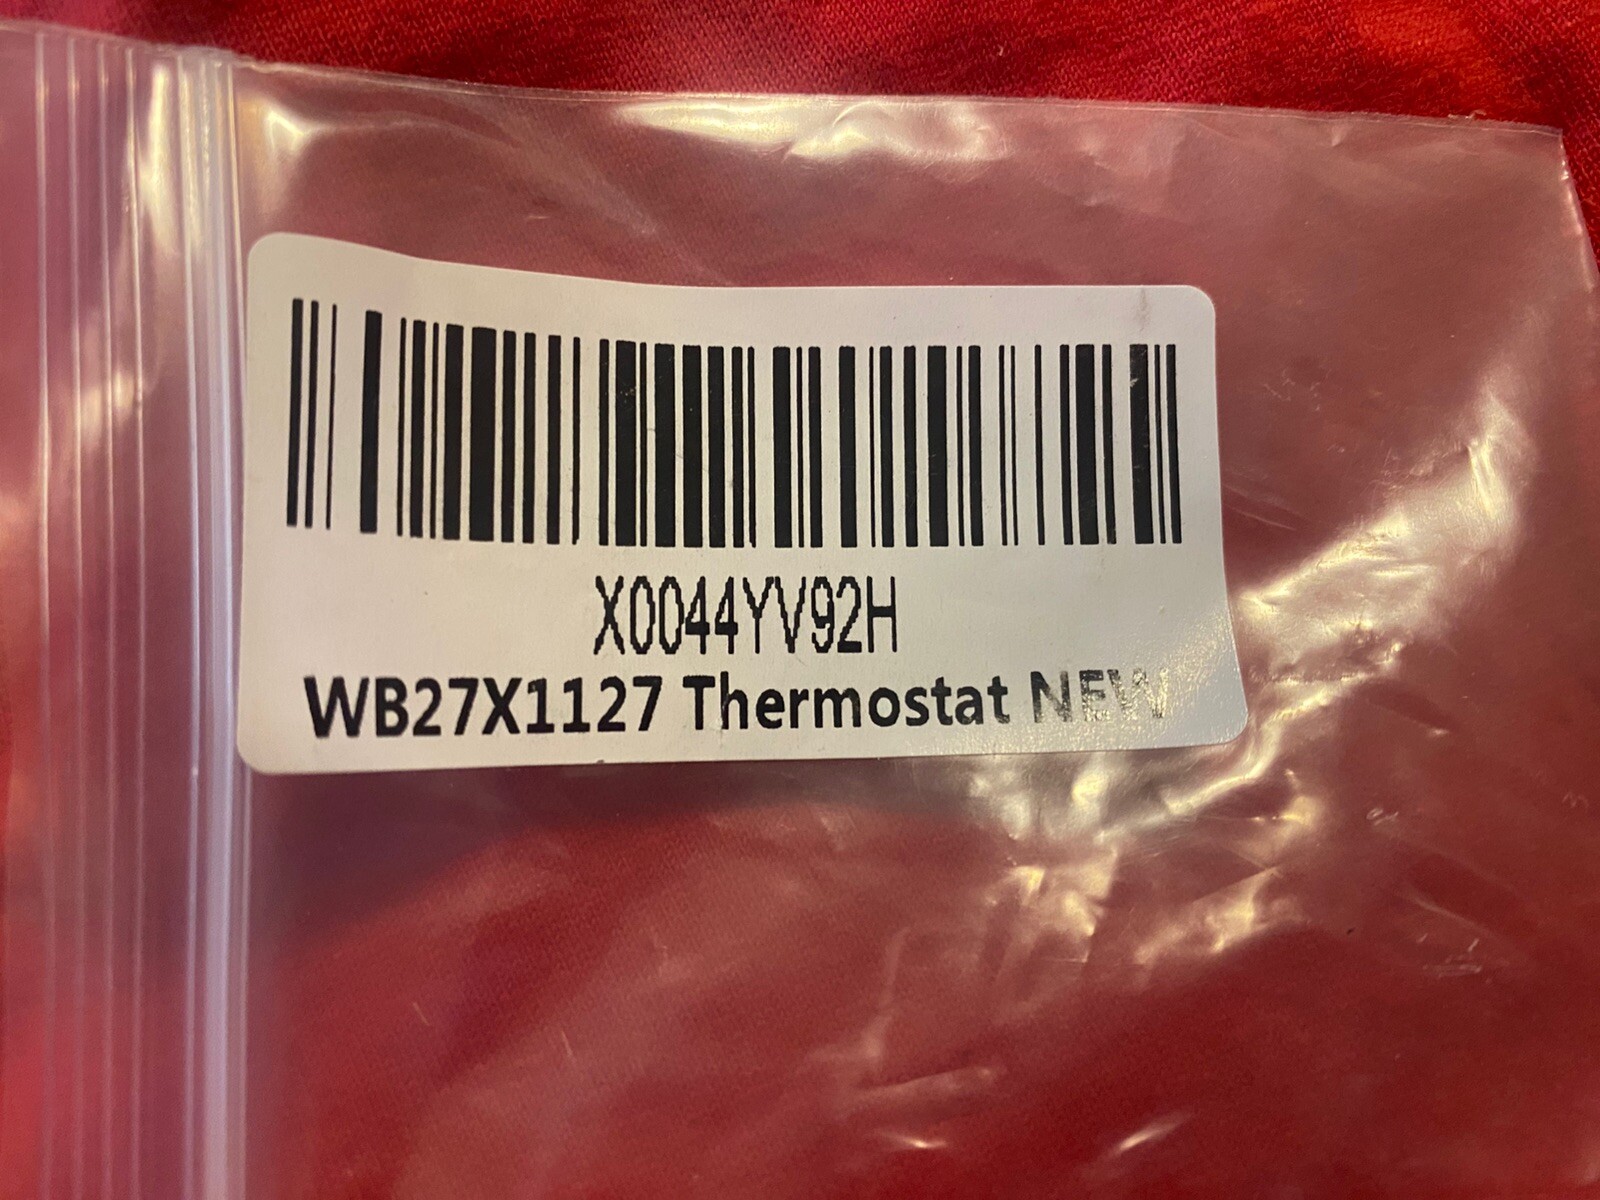 X0044YV92H
WB27X1127 Thermostat NEW